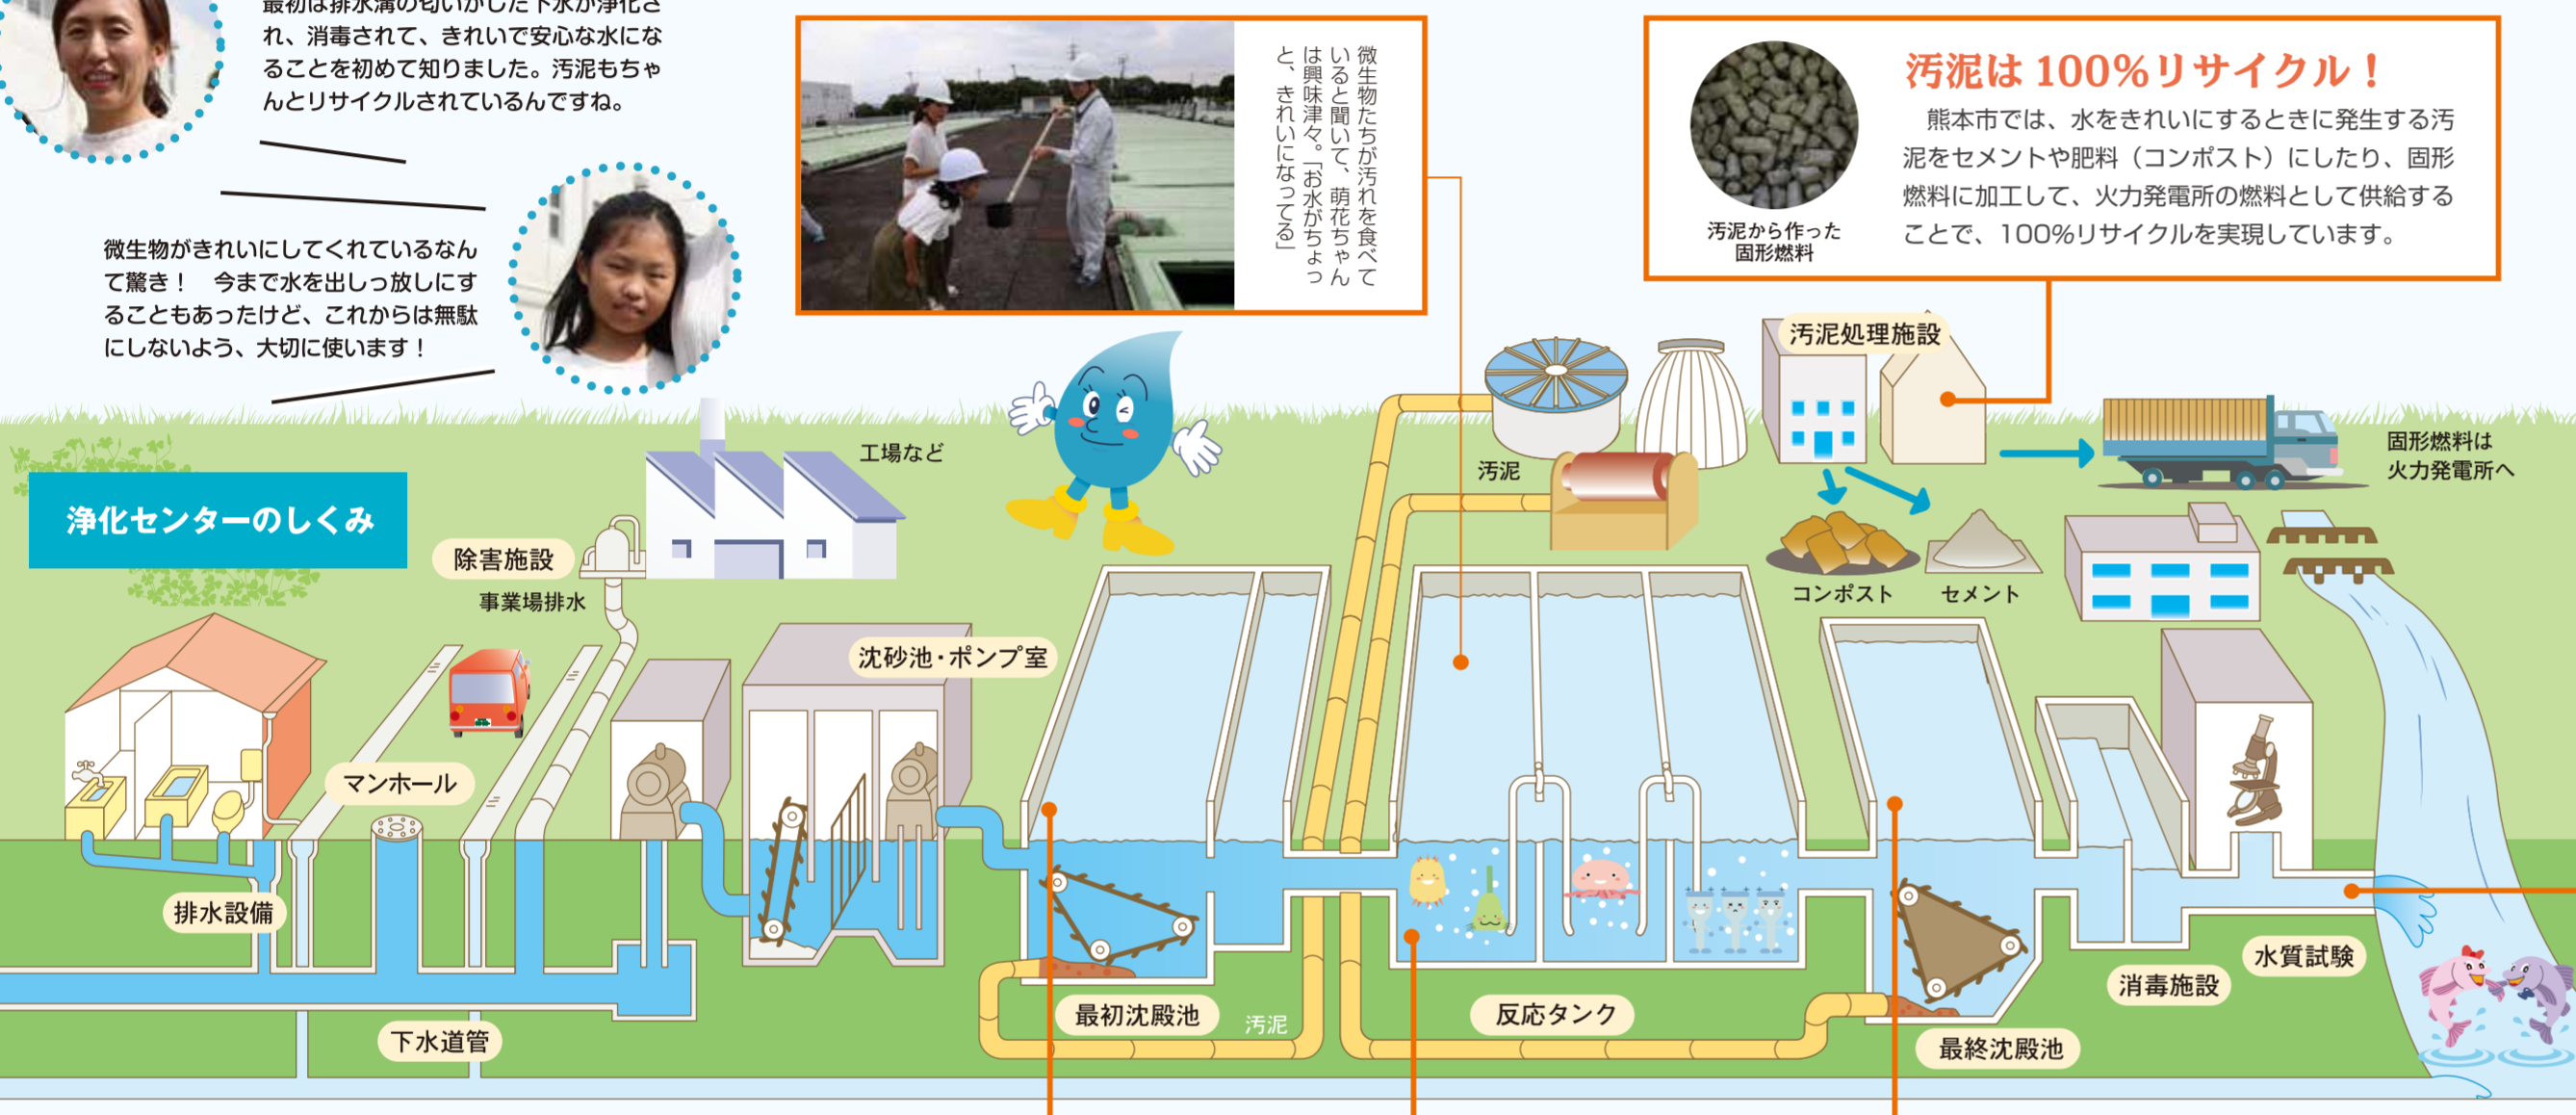 最初は排水溝の匂いがした下水が浄化さ
れ、消毒されて、きれいで安心な水にな
ることを初めて知りました。汚泥もちゃ
んとリサイクルされているんですね。
微生物がきれいにしてくれているなん
て驚き！　今まで水を出しっ放しにす
ることもあったけど、これからは無駄
にしないよう、大切に使います！
微生物たちが汚れを食べて
いると聞いて、萌花ちゃん
は興味津々。「お水がちょっ
と、きれいになってる」
汚泥は100％リサイクル！
熊本市では、水をきれいにするときに発生する汚
泥をセメントや肥料（コンポスト）にしたり、固形
燃料に加工して、火力発電所の燃料として供給する
ことで、100％リサイクルを実現しています。
汚泥から作った
固形燃料
浄化センターのしくみ
工場など
除害施設
事業場排水
沈砂池・ポンプ室
マンホール
排水設備
下水道管
最初沈殿池
汚泥
反応タンク
汚泥
汚泥処理施設
固形燃料は
火力発電所へ
コンポスト
セメント
最終沈殿池
消毒施設
水質試験